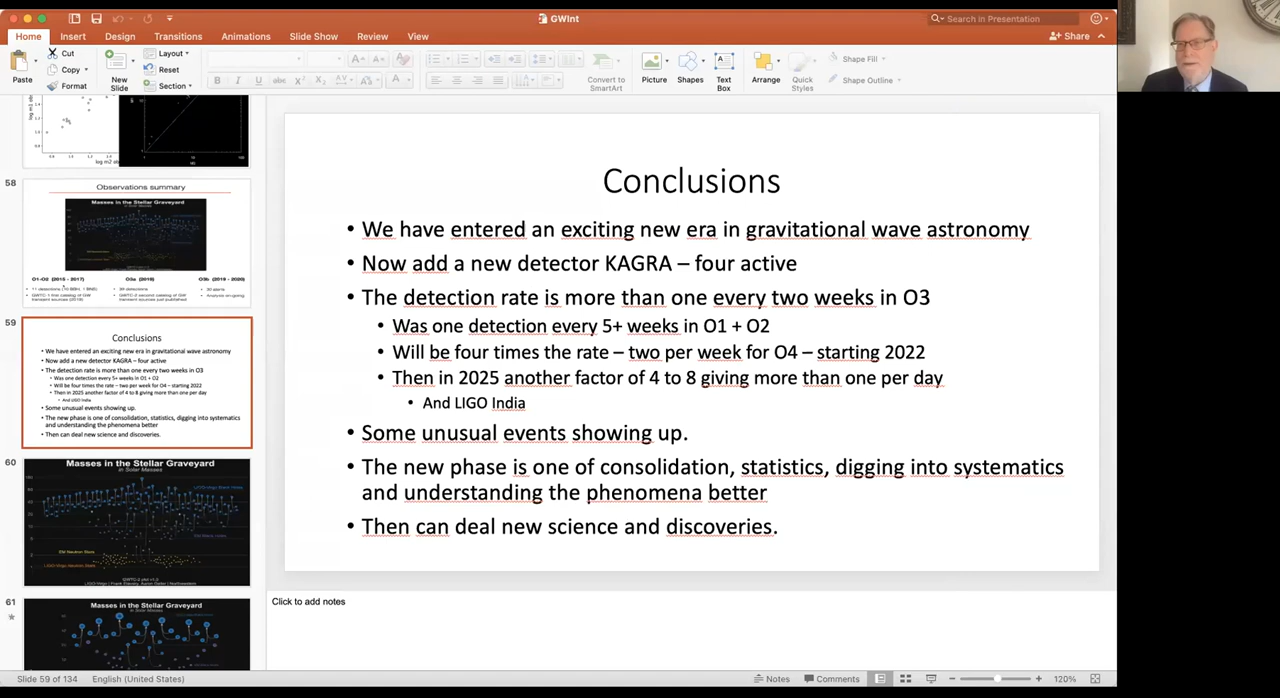 GWInt
Search in Presentation
Home Insert Design Transitions Animations Slide Show Review View
Share
Paste
Cut
Copy
Format
New Slide
Layout
Reset
Section
Convert to SmartArt
Picture
Shapes
Text Box
Arrange
Quick Styles
Shape Fill
Shape Outline
58
Observations summary
Masses in the Stellar Graveyard
in Solar Masses
O1-O2 (2015 - 2017)
O3a (2019)
O3b (2019 - 2020)
59
Conclusions
We have entered an exciting new era in gravitational wave astronomy
Now add a new detector KAGRA – four active
The detection rate is more than one every two weeks in O3
Was one detection every 5+ weeks in O1 + O2
Will be four times the rate – two per week for O4 – starting 2022
Then in 2025 another factor of 4 to 8 giving more than one per day
And LIGO India
Some unusual events showing up.
The new phase is one of consolidation, statistics, digging into systematics
and understanding the phenomena better
Then can deal new science and discoveries.
60
Masses in the Stellar Graveyard
in Solar Masses
61
Masses in the Stellar Graveyard
in Solar Masses
Conclusions
• We have entered an exciting new era in gravitational wave astronomy
• Now add a new detector KAGRA – four active
• The detection rate is more than one every two weeks in O3
• Was one detection every 5+ weeks in O1 + O2
• Will be four times the rate – two per week for O4 – starting 2022
• Then in 2025 another factor of 4 to 8 giving more than one per day
• And LIGO India
• Some unusual events showing up.
• The new phase is one of consolidation, statistics, digging into systematics
and understanding the phenomena better
• Then can deal new science and discoveries.
Click to add notes
Slide 59 of 134 English (United States)
Notes Comments 120%